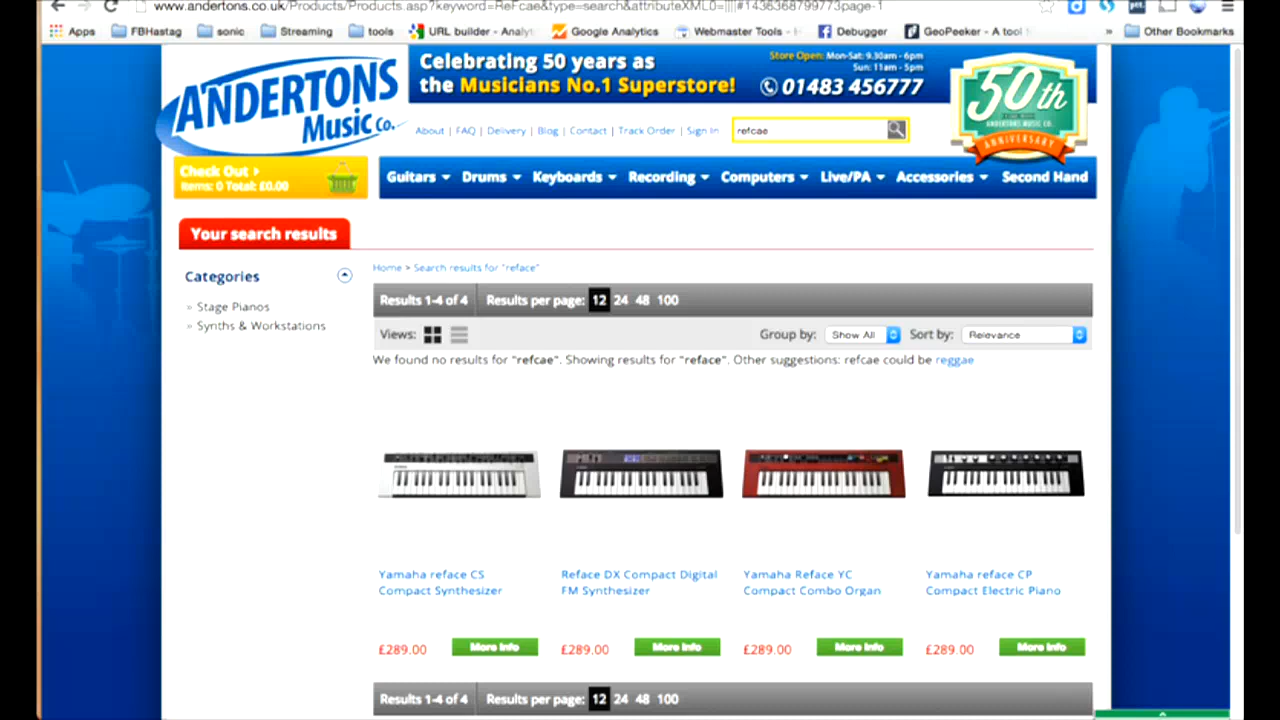 www.andertons.co.uk/Products/Products.asp?keyword=ReFcae&type=search&attributeXML0=||||#1436368799773page-1
Apps FBHastag sonic Streaming tools URL builder - Analyt Google Analytics Webmaster Tools - H Debugger GeoPeeker - A tool t » Other Bookmarks
ANDERTONS
Music Co.
Celebrating 50 years as
the Musicians No.1 Superstore!
Store Open: Mon-Sat: 9.30am - 6pm
Sun: 11am - 5pm
01483 456777
50th
ANDERTONS MUSIC CO.
ANNIVERSARY
About | FAQ | Delivery | Blog | Contact | Track Order | Sign In
refcae
Check Out
Items: 0 Total: £0.00
Guitars Drums Keyboards Recording Computers Live/PA Accessories Second Hand
Your search results
Categories
» Stage Pianos
» Synths & Workstations
Home > Search results for "reface"
Results 1-4 of 4 Results per page: 12 24 48 100
Views: Group by: Show All Sort by: Relevance
We found no results for "refcae". Showing results for "reface". Other suggestions: refcae could be reggae
Yamaha reface CS
Compact Synthesizer
Reface DX Compact Digital
FM Synthesizer
Yamaha Reface YC
Compact Combo Organ
Yamaha reface CP
Compact Electric Piano
£289.00 More Info £289.00 More Info £289.00 More Info £289.00 More Info
Results 1-4 of 4 Results per page: 12 24 48 100